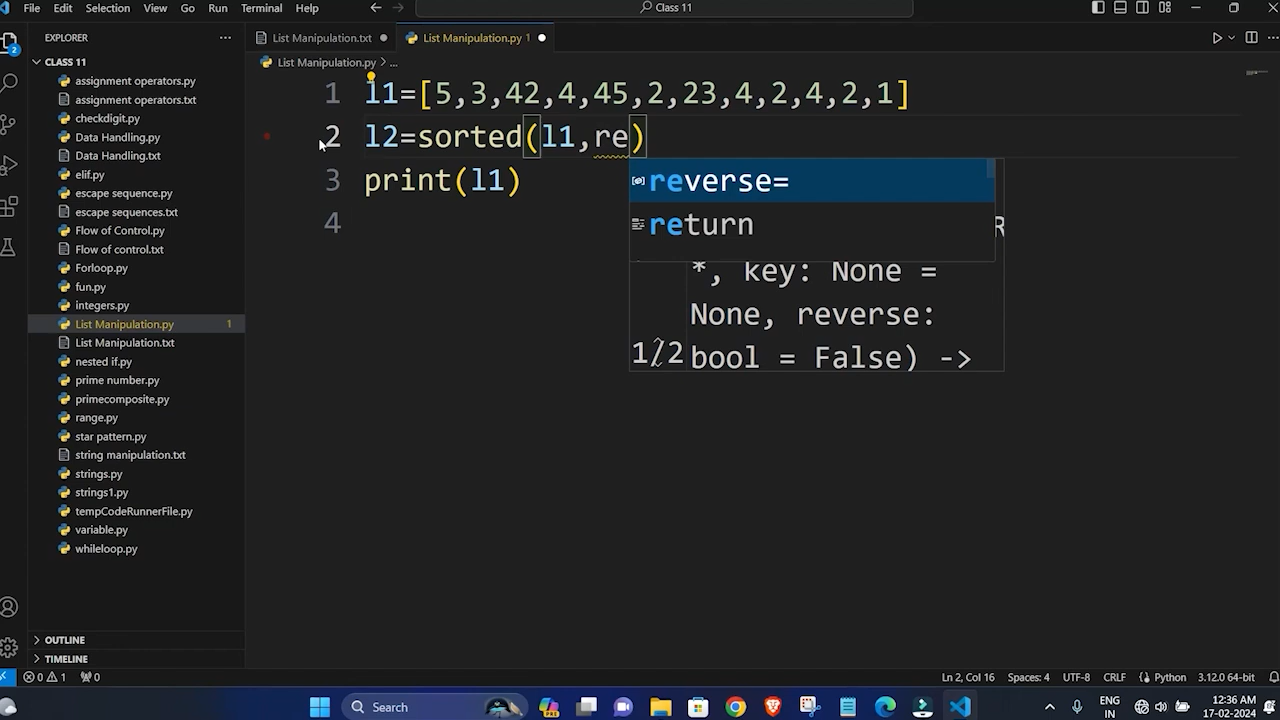 File Edit Selection View Go Run Terminal Help
Class 11
EXPLORER
List Manipulation.txt
List Manipulation.py 1
CLASS 11
List Manipulation.py > ...
assignment operators.py
assignment operators.txt
checkdigit.py
Data Handling.py
Data Handling.txt
elif.py
escape sequence.py
escape sequences.txt
Flow of Control.py
Flow of control.txt
Forloop.py
fun.py
integers.py
List Manipulation.py 1
List Manipulation.txt
nested if.py
prime number.py
primecomposite.py
range.py
star pattern.py
string manipulation.txt
strings.py
strings1.py
tempCodeRunnerFile.py
variable.py
whileloop.py
OUTLINE
TIMELINE
1 l1=[5,3,42,4,45,2,23,4,2,4,2,1]
2 l2=sorted(l1,re)
3 print(l1)
4
reverse=
return
*, key: None =
None, reverse:
1/2 bool = False) ->
2
0 1 0
Ln 2, Col 16 Spaces: 4 UTF-8 CRLF Python 3.12.0 64-bit
Search
PRE
ENG
IN
12:36 AM
17-02-2024